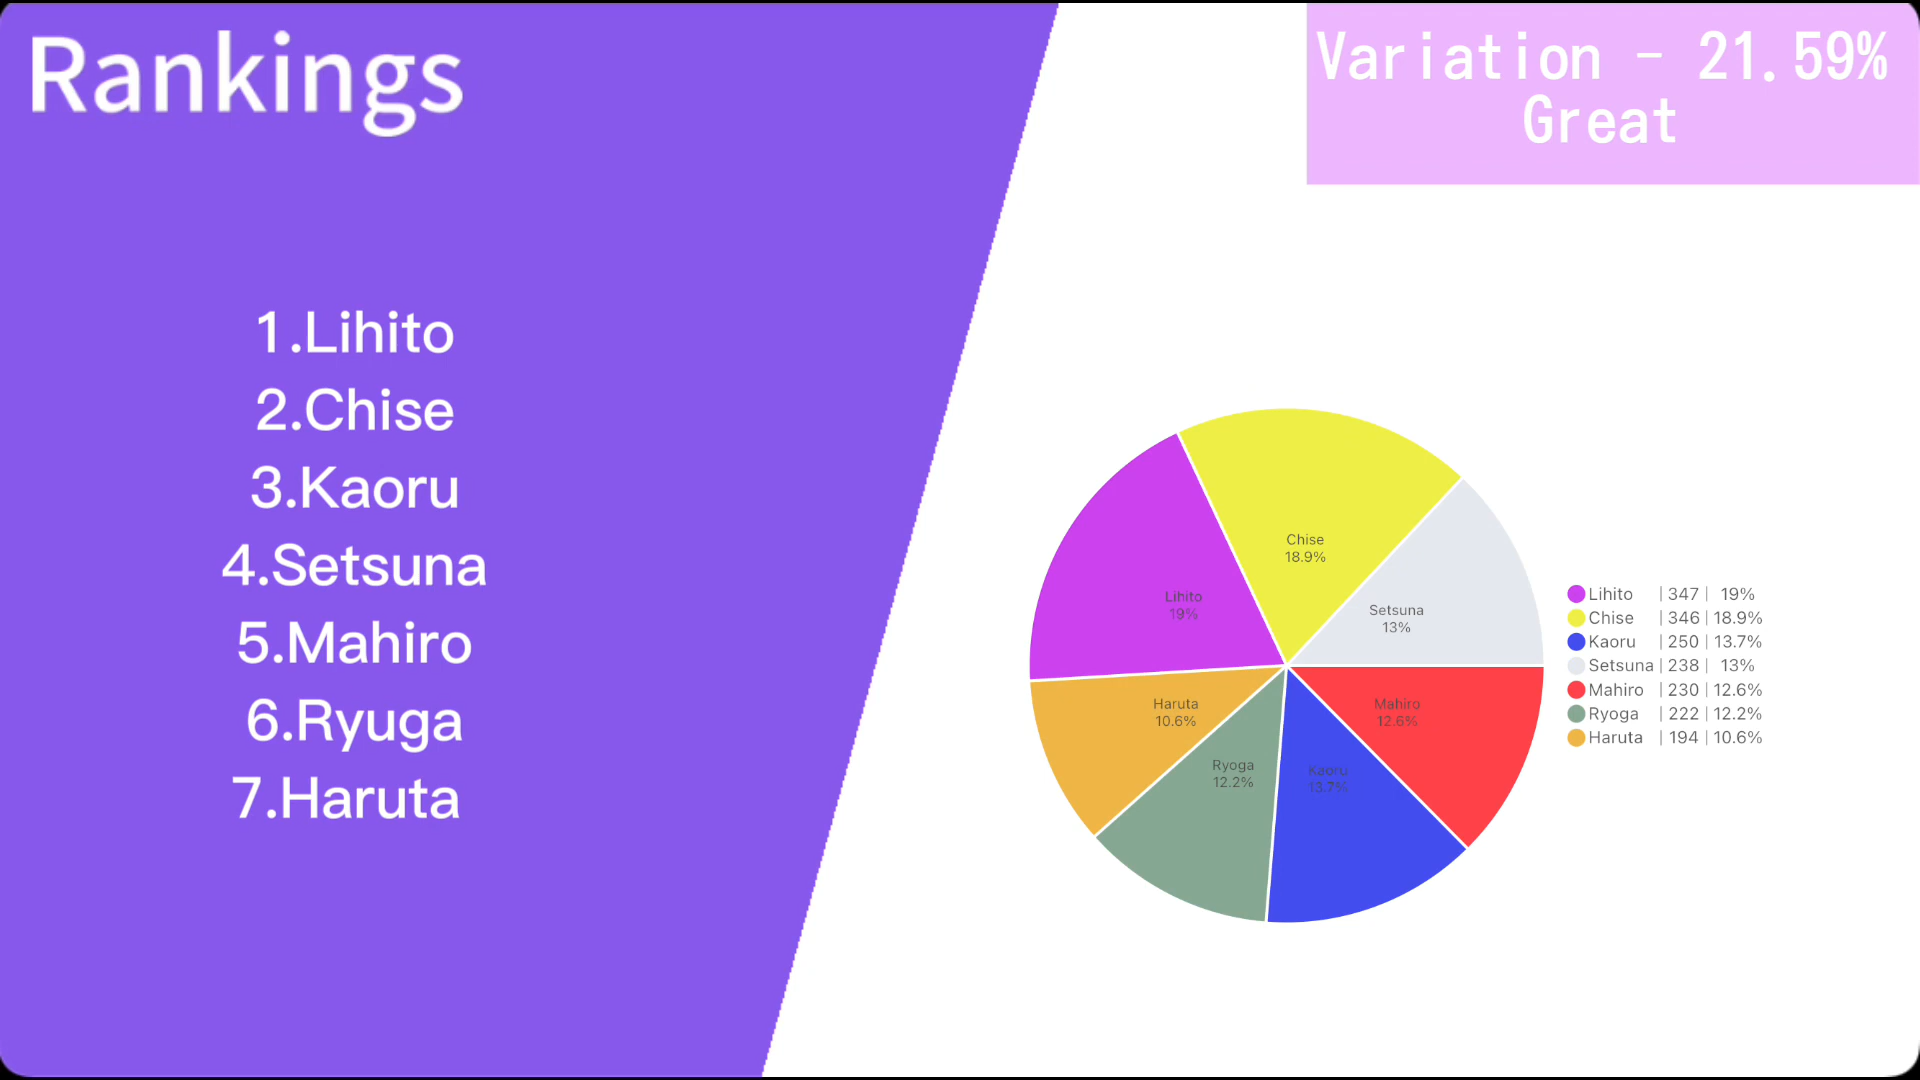 Rankings
Variation - 21.59%
Great
1.Lihito
2.Chise
3.Kaoru
4.Setsuna
5.Mahiro
6.Ryuga
7.Haruta
Chise
18.9%
Lihito
19%
Setsuna
13%
Haruta
10.6%
Mahiro
12.6%
Ryoga
12.2%
Kaoru
13.7%
Lihito | 347 | 19%
Chise | 346 | 18.9%
Kaoru | 250 | 13.7%
Setsuna | 238 | 13%
Mahiro | 230 | 12.6%
Ryoga | 222 | 12.2%
Haruta | 194 | 10.6%